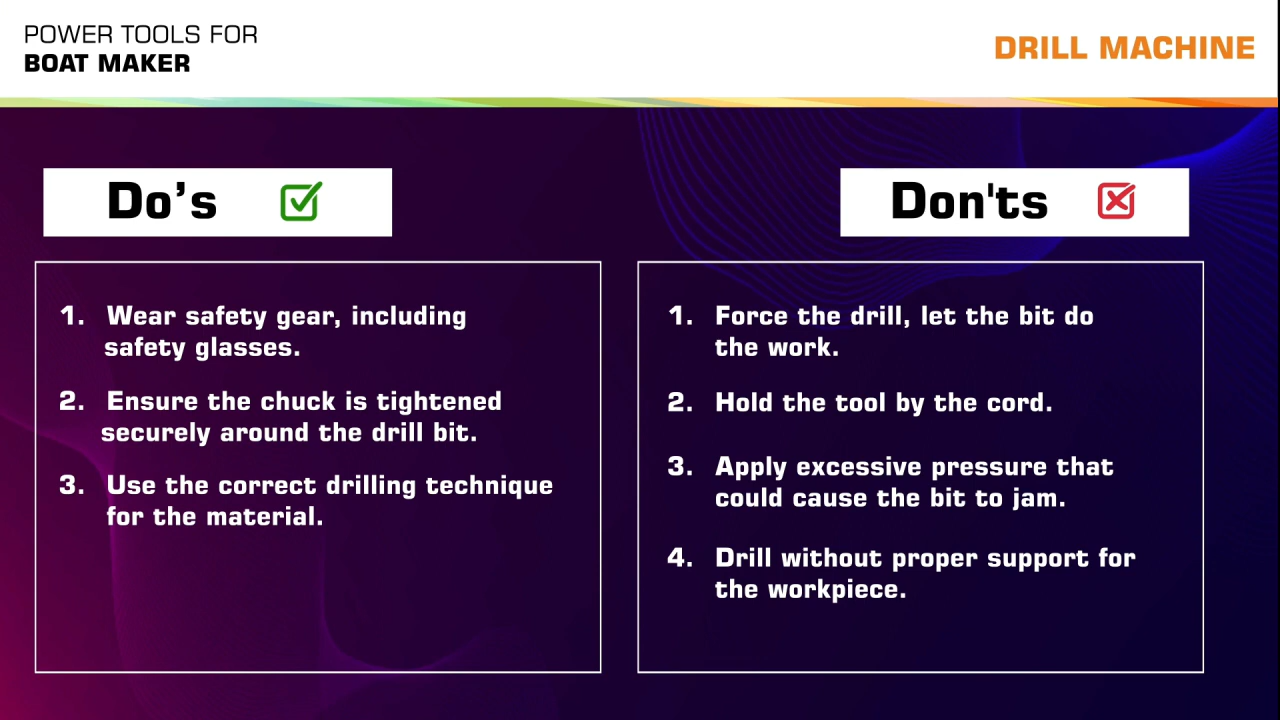 POWER TOOLS FOR
BOAT MAKER
DRILL MACHINE
Do’s
1. Wear safety gear, including
safety glasses.
2. Ensure the chuck is tightened
securely around the drill bit.
3. Use the correct drilling technique
for the material.
Don'ts
1. Force the drill, let the bit do
the work.
2. Hold the tool by the cord.
3. Apply excessive pressure that
could cause the bit to jam.
4. Drill without proper support for
the workpiece.